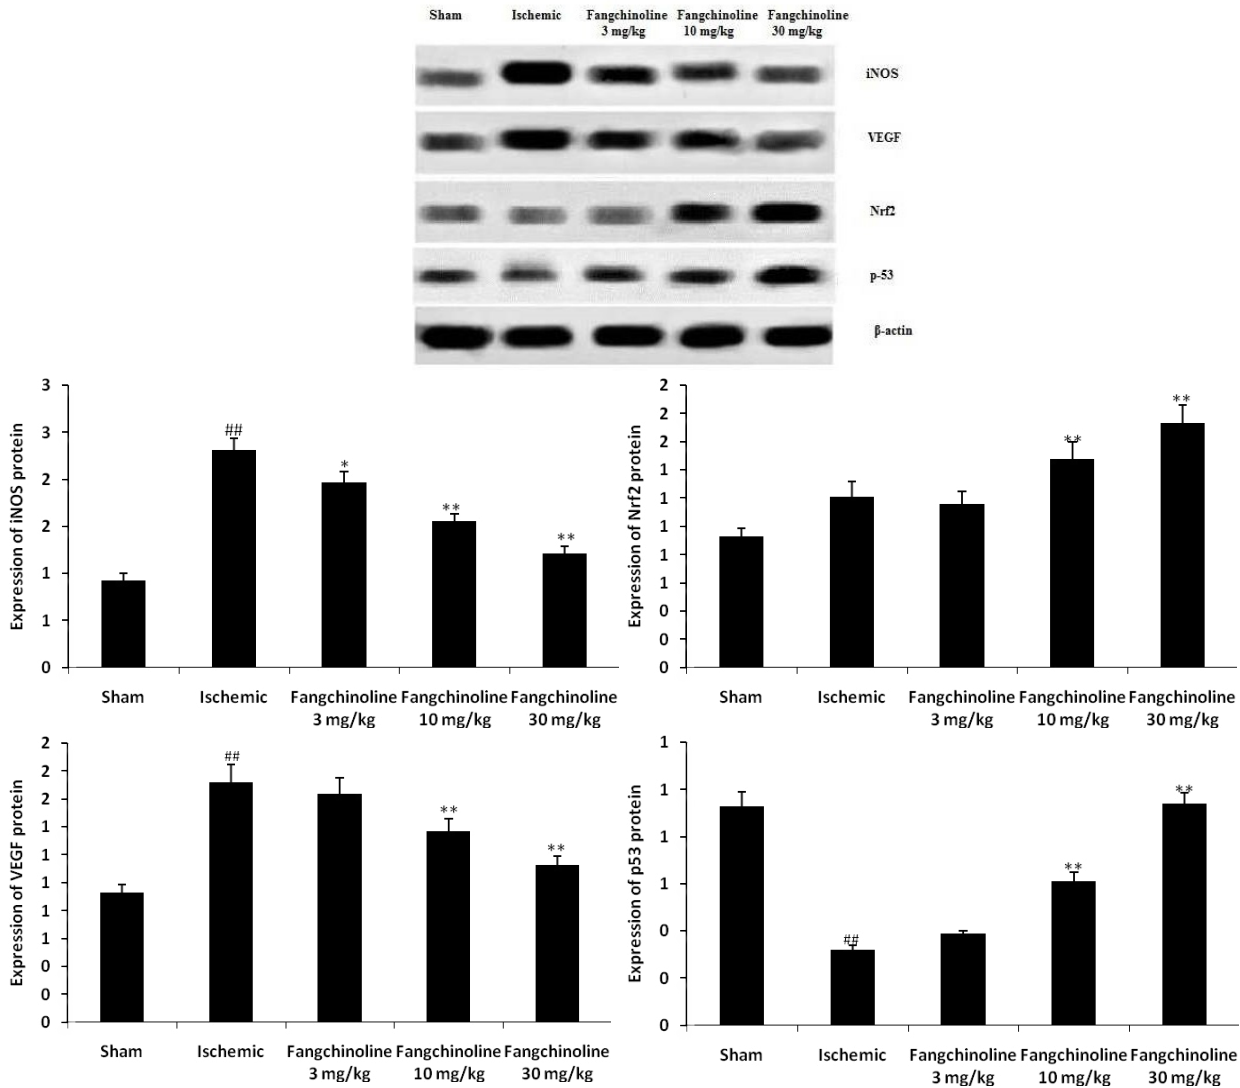 Sham Ischemic Fangchinoline Fangchinoline Fangchinoline
3 mg/kg 10 mg/kg 30 mg/kg
iNOS
VEGF
Nrf2
p-53
β-actin
Expression of iNOS protein
3
3
2
2
1
1
0
##
*
**
**
Sham Ischemic Fangchinoline Fangchinoline Fangchinoline
3 mg/kg 10 mg/kg 30 mg/kg
Expression of Nrf2 protein
2
2
2
1
1
1
1
1
0
0
0
**
**
Sham Ischemic Fangchinoline Fangchinoline Fangchinoline
3 mg/kg 10 mg/kg 30 mg/kg
Expression of VEGF protein
2
2
2
1
1
1
1
1
0
0
0
##
**
**
Sham Ischemic Fangchinoline Fangchinoline Fangchinoline
3 mg/kg 10 mg/kg 30 mg/kg
Expression of p53 protein
1
1
1
1
0
0
0
##
**
**
Sham Ischemic Fangchinoline Fangchinoline Fangchinoline
3 mg/kg 10 mg/kg 30 mg/kg